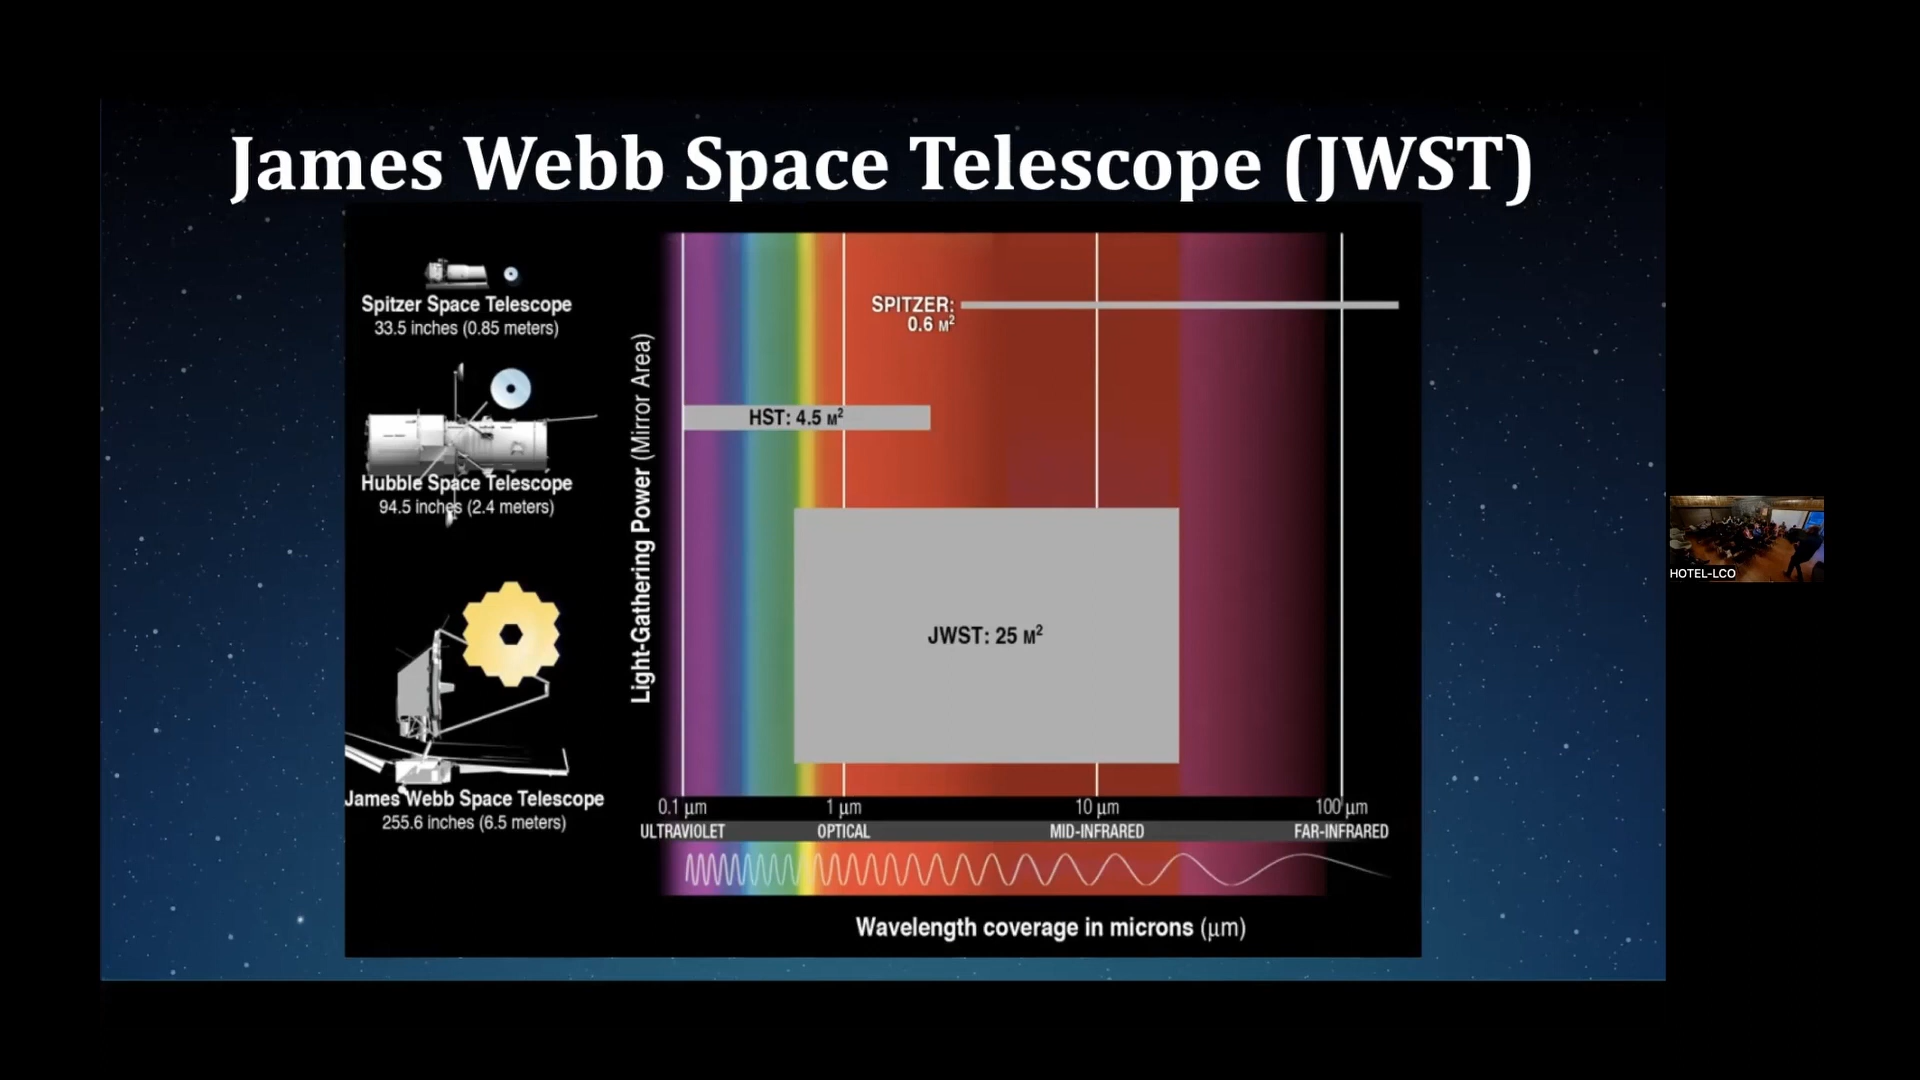 James Webb Space Telescope (JWST)
Spitzer Space Telescope
33.5 inches (0.85 meters)
Hubble Space Telescope
94.5 inches (2.4 meters)
James Webb Space Telescope
255.6 inches (6.5 meters)
Light-Gathering Power (Mirror Area)
SPITZER:
0.6 M²
HST: 4.5 M²
JWST: 25 M²
0.1 µm 1 µm 10 µm 100 µm
ULTRAVIOLET OPTICAL MID-INFRARED FAR-INFRARED
Wavelength coverage in microns (µm)
HOTEL-LCO